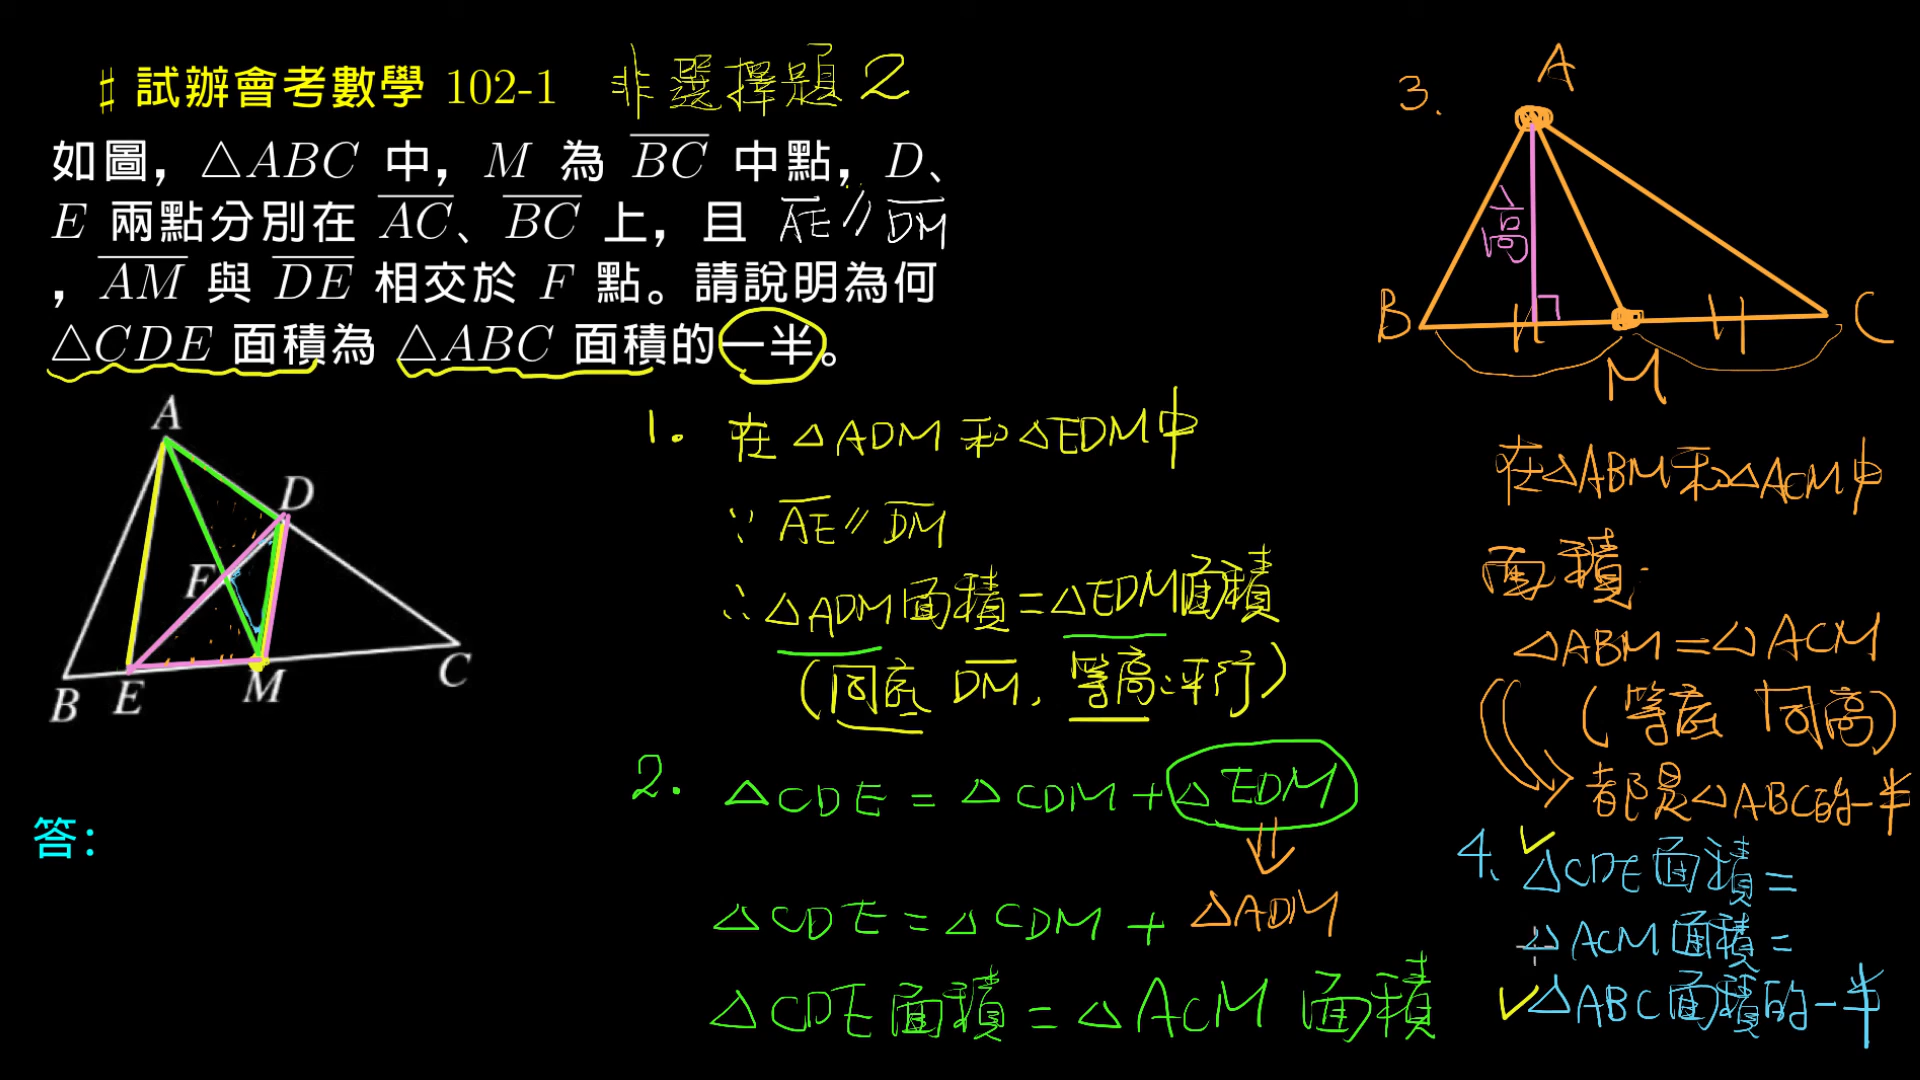 ♯試辦會考數學 102-1 非選擇題2
如圖，△ABC 中，M 為 BC 中點，D、
E 兩點分別在 AC、BC 上，且 AE // DM
，AM 與 DE 相交於 F 點。請說明為何
△CDE 面積為 △ABC 面積的一半。
A
D
F
B
E
M
C
答：
1. 在△ADM 和△EDM中
∵ AE // DM
∴ △ADM面積=△EDM面積
(同底 DM, 等高:平行)
2. △CDE = △CDM + △EDM
△CDE = △CDM + △ADM
△CDE面積 = △ACM 面積
3.
A
高
B
C
M
在△ABM和△ACM中
面積:
△ABM = △ACM
(等底 同高)
都是△ABC的一半
4. △CDE面積=
△ACM面積=
△ABC面積的一半